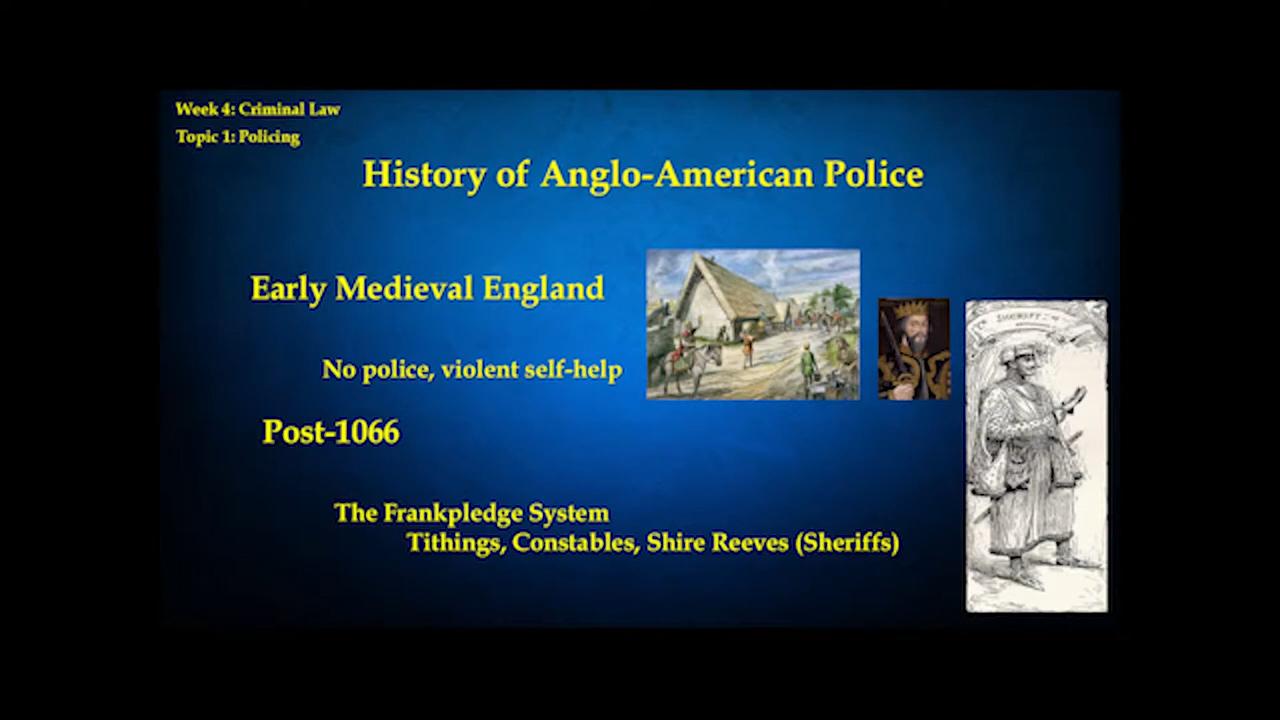 Week 4: Criminal Law
Topic 1: Policing
History of Anglo-American Police
Early Medieval England
No police, violent self-help
Post-1066
The Frankpledge System
Tithings, Constables, Shire Reeves (Sheriffs)